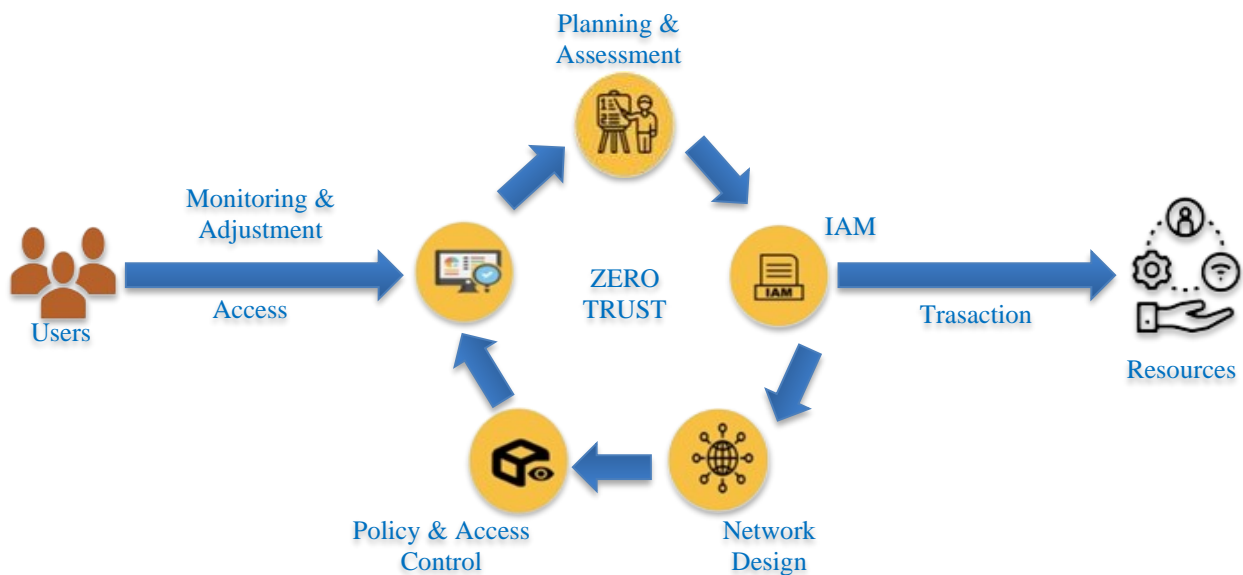 Planning &
Assessment
Monitoring &
Adjustment
IAM
ZERO
TRUST
IAM
Access
Trasaction
Users
Resources
Policy & Access
Control
Network
Design